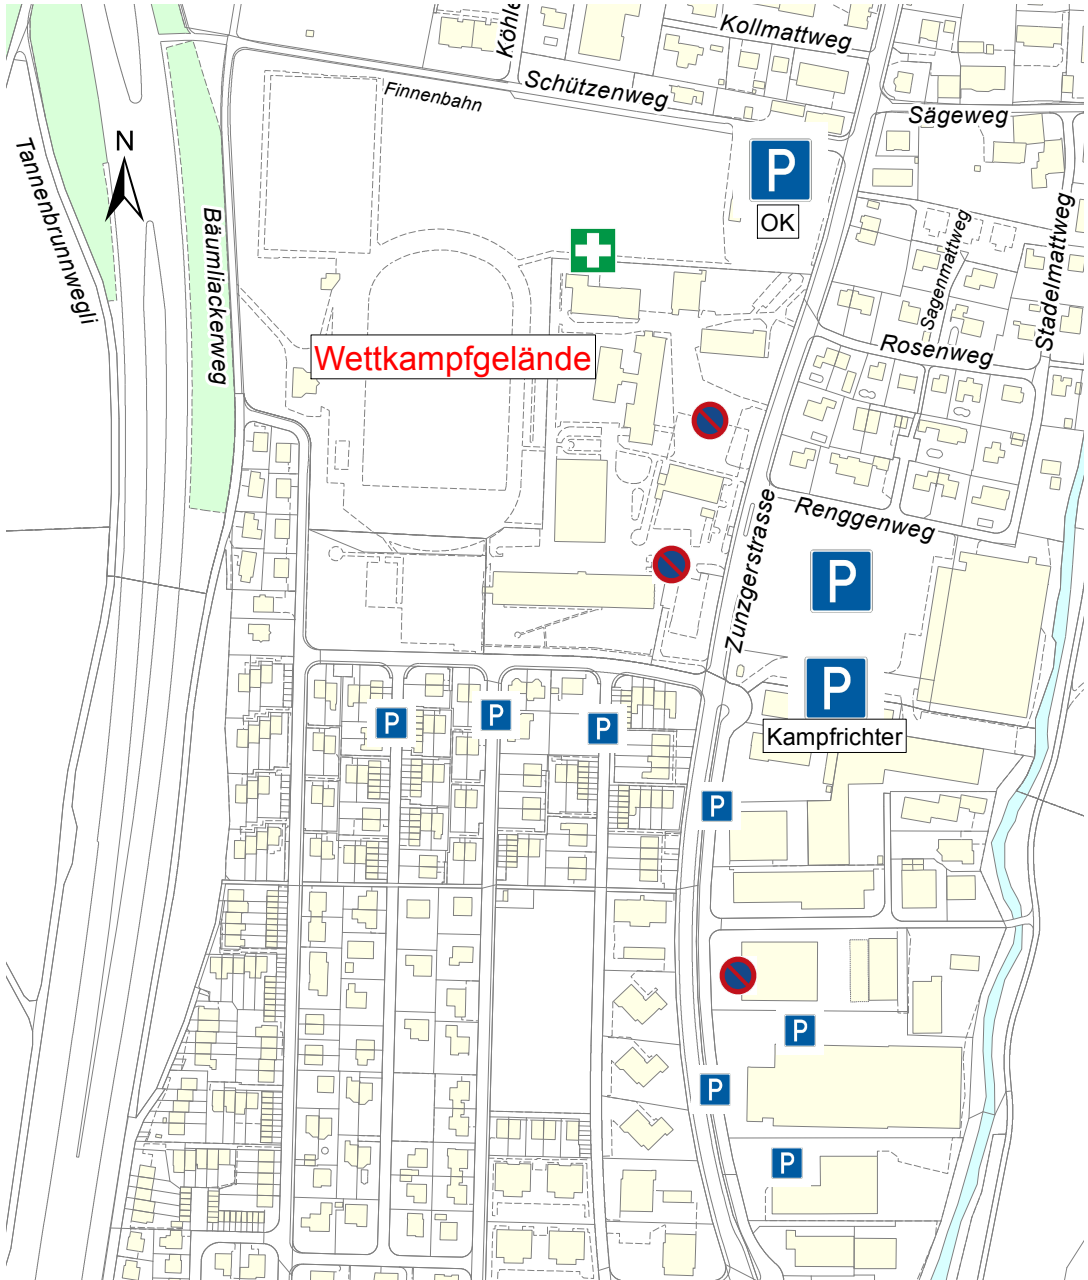 Köhle
Kollmattweg
Schützenweg
Finnenbahn
Sägeweg
N
P
OK
Tannenbrunnwegli
Bäumliackerweg
Sagenmattweg
Stadelmattweg
Rosenweg
Wettkampfgelände
Renggenweg
Zunzgerstrasse
P
P
Kampfrichter
P
P
P
P
P
P
P